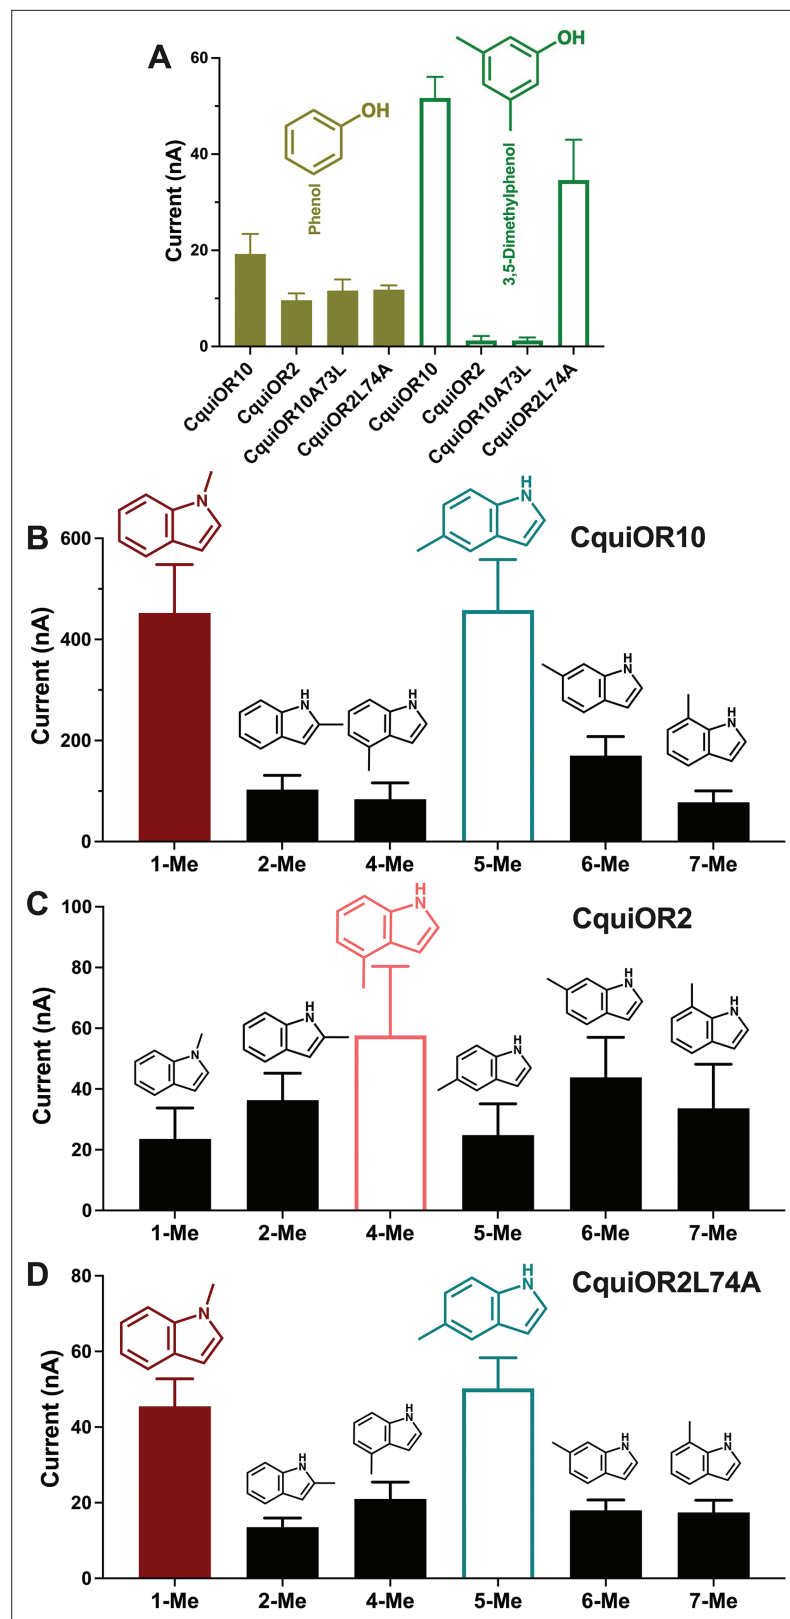 A
Current (nA)
60
40
20
0
OH
Phenol
OH
3,5-Dimethylphenol
CquiOR10
CquiOR2
CquiOR10A73L
CquiOR2L74A
CquiOR10
CquiOR2
CquiOR10A73L
CquiOR2L74A
B
CquiOR10
Current (nA)
600
400
200
0
N
H
N
H
N
H
N
H
N
H
N
1-Me
2-Me
4-Me
5-Me
6-Me
7-Me
C
CquiOR2
Current (nA)
100
80
60
40
20
0
N
H
N
H
N
H
N
H
N
H
N
1-Me
2-Me
4-Me
5-Me
6-Me
7-Me
D
CquiOR2L74A
Current (nA)
80
60
40
20
0
N
H
N
H
N
H
N
H
N
H
N
1-Me
2-Me
4-Me
5-Me
6-Me
7-Me